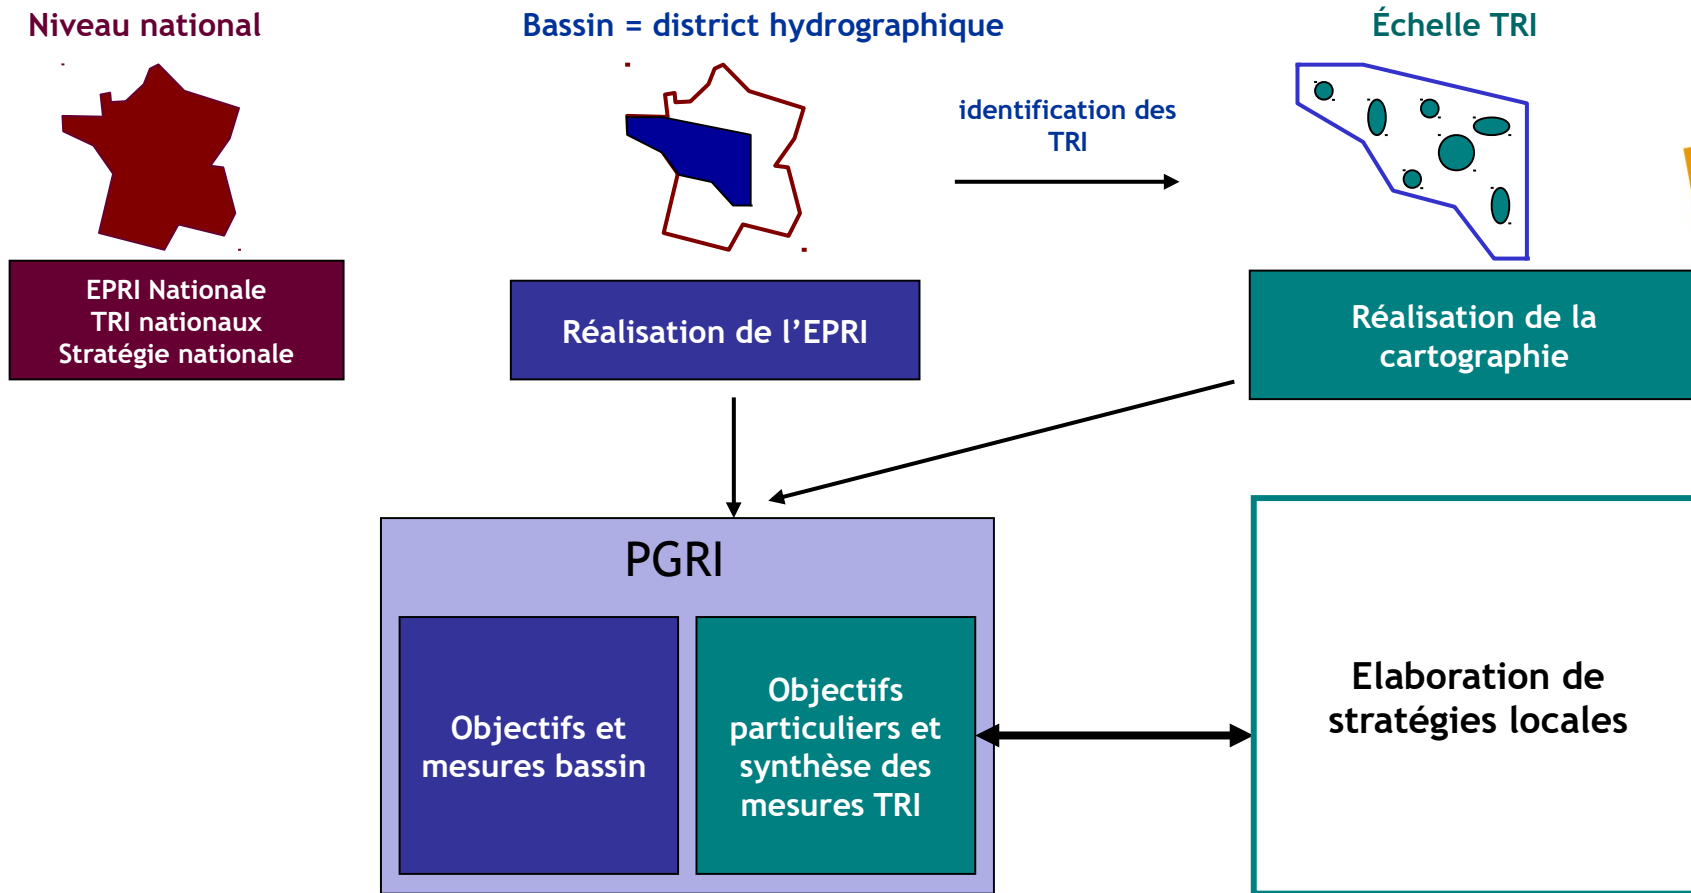 Niveau national
Bassin = district hydrographique
Échelle TRI
identification des
TRI
EPRI Nationale
TRI nationaux
Stratégie nationale
Réalisation de l’EPRI
Réalisation de la
cartographie
PGRI
Objectifs et
mesures bassin
Objectifs
particuliers et
synthèse des
mesures TRI
Elaboration de
stratégies locales